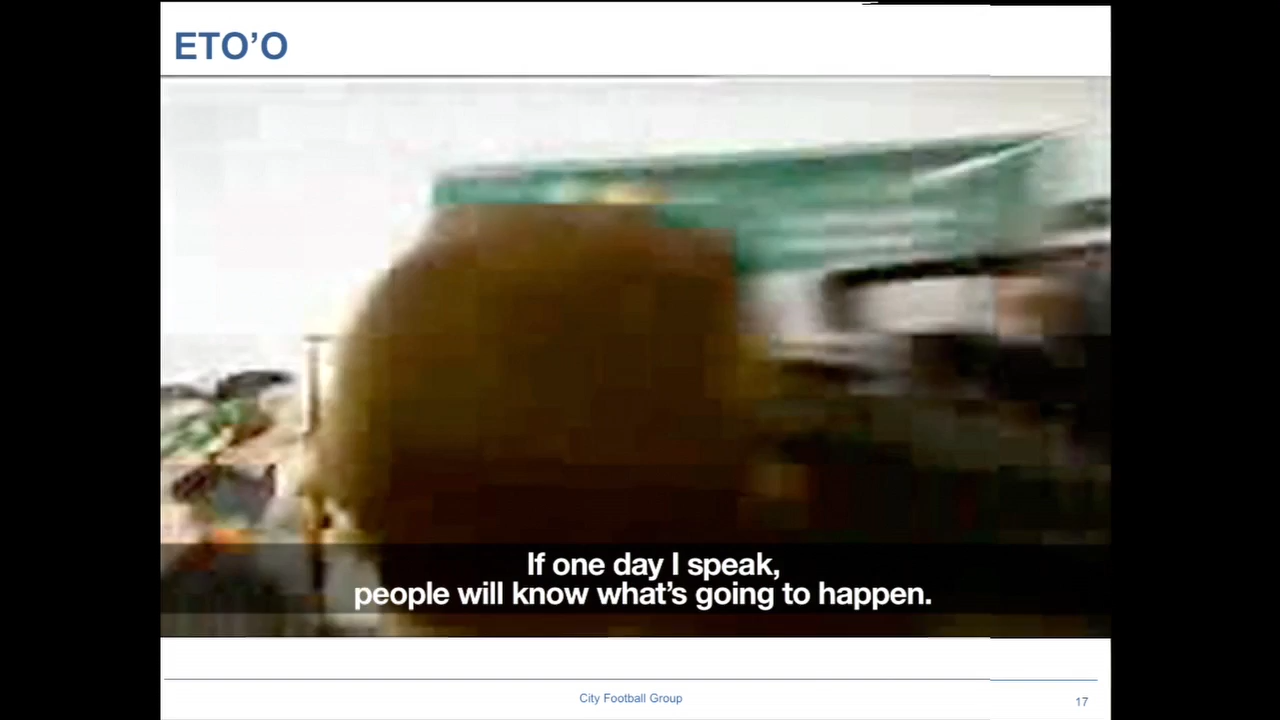 ETO’O
If one day I speak,
people will know what’s going to happen.
City Football Group
17